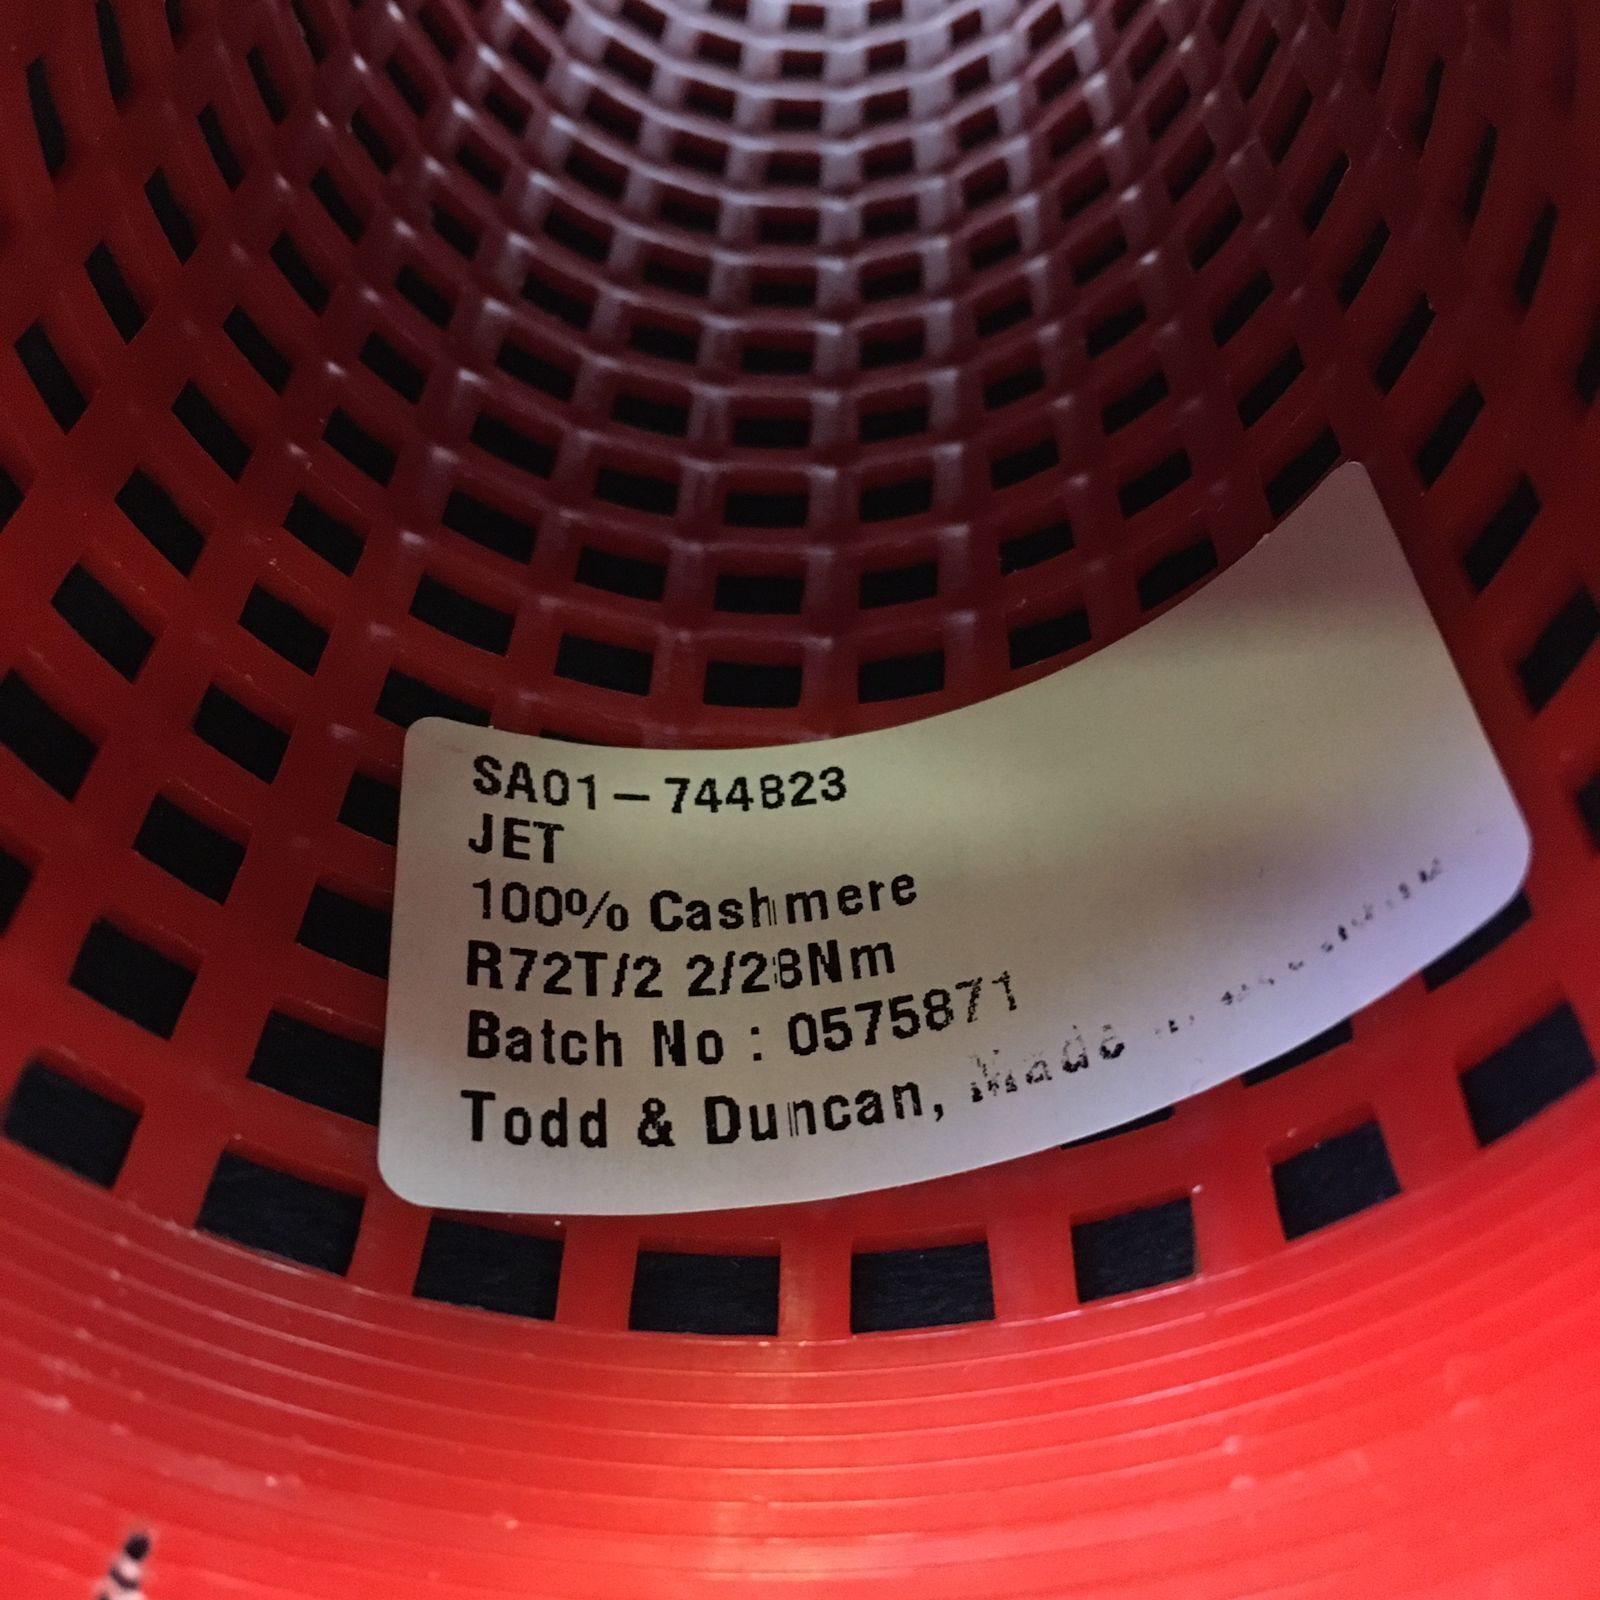 SA01-744823
JET
100% Cashmere
R72T/2 2/28Nm
Batch No : 0575871
Todd & Duncan, Made